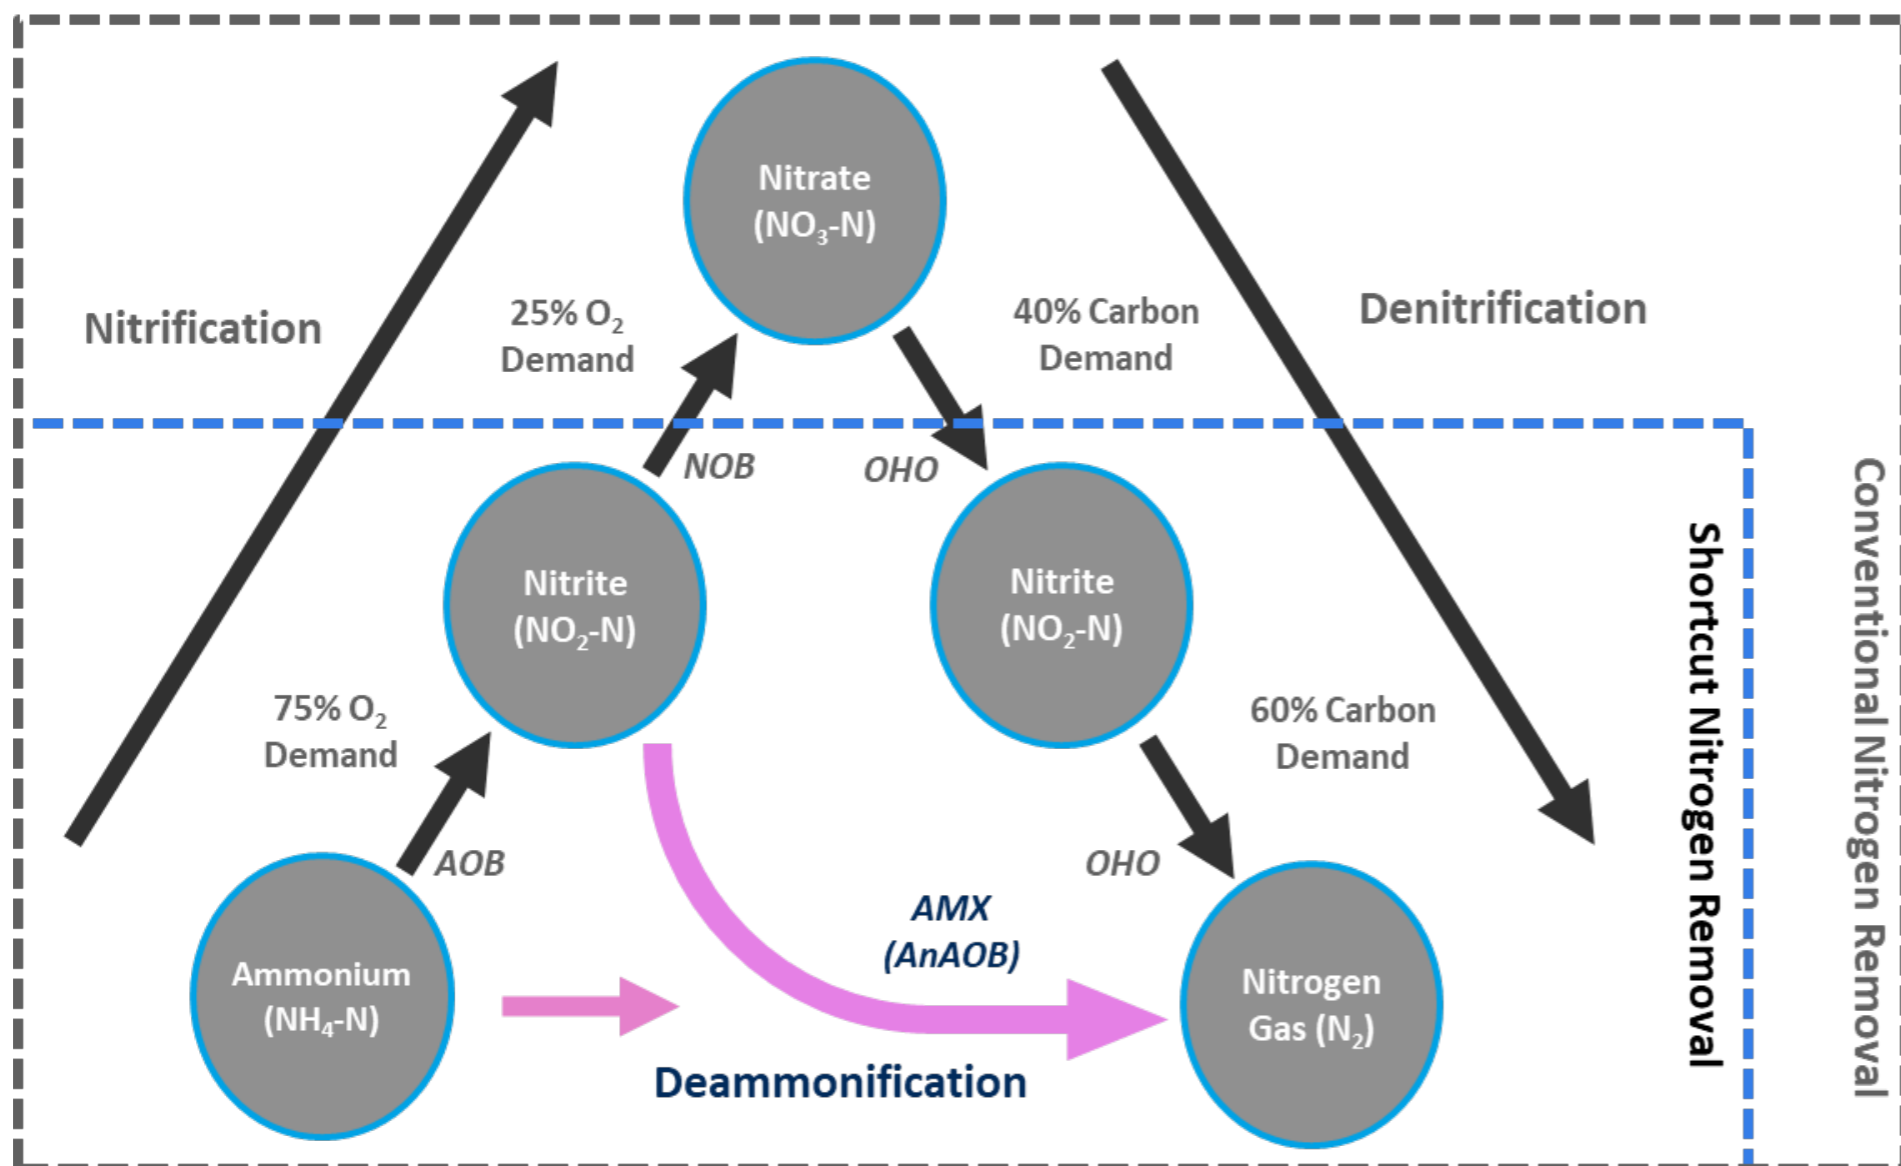 Nitrate
(NO₃-N)
Nitrification
25% O₂
Demand
40% Carbon
Demand
Denitrification
NOB
OHO
Nitrite
(NO₂-N)
Nitrite
(NO₂-N)
75% O₂
Demand
60% Carbon
Demand
AOB
OHO
AMX
(AnAOB)
Ammonium
(NH₄-N)
Nitrogen
Gas (N₂)
Deammonification
Shortcut Nitrogen Removal
Conventional Nitrogen Removal